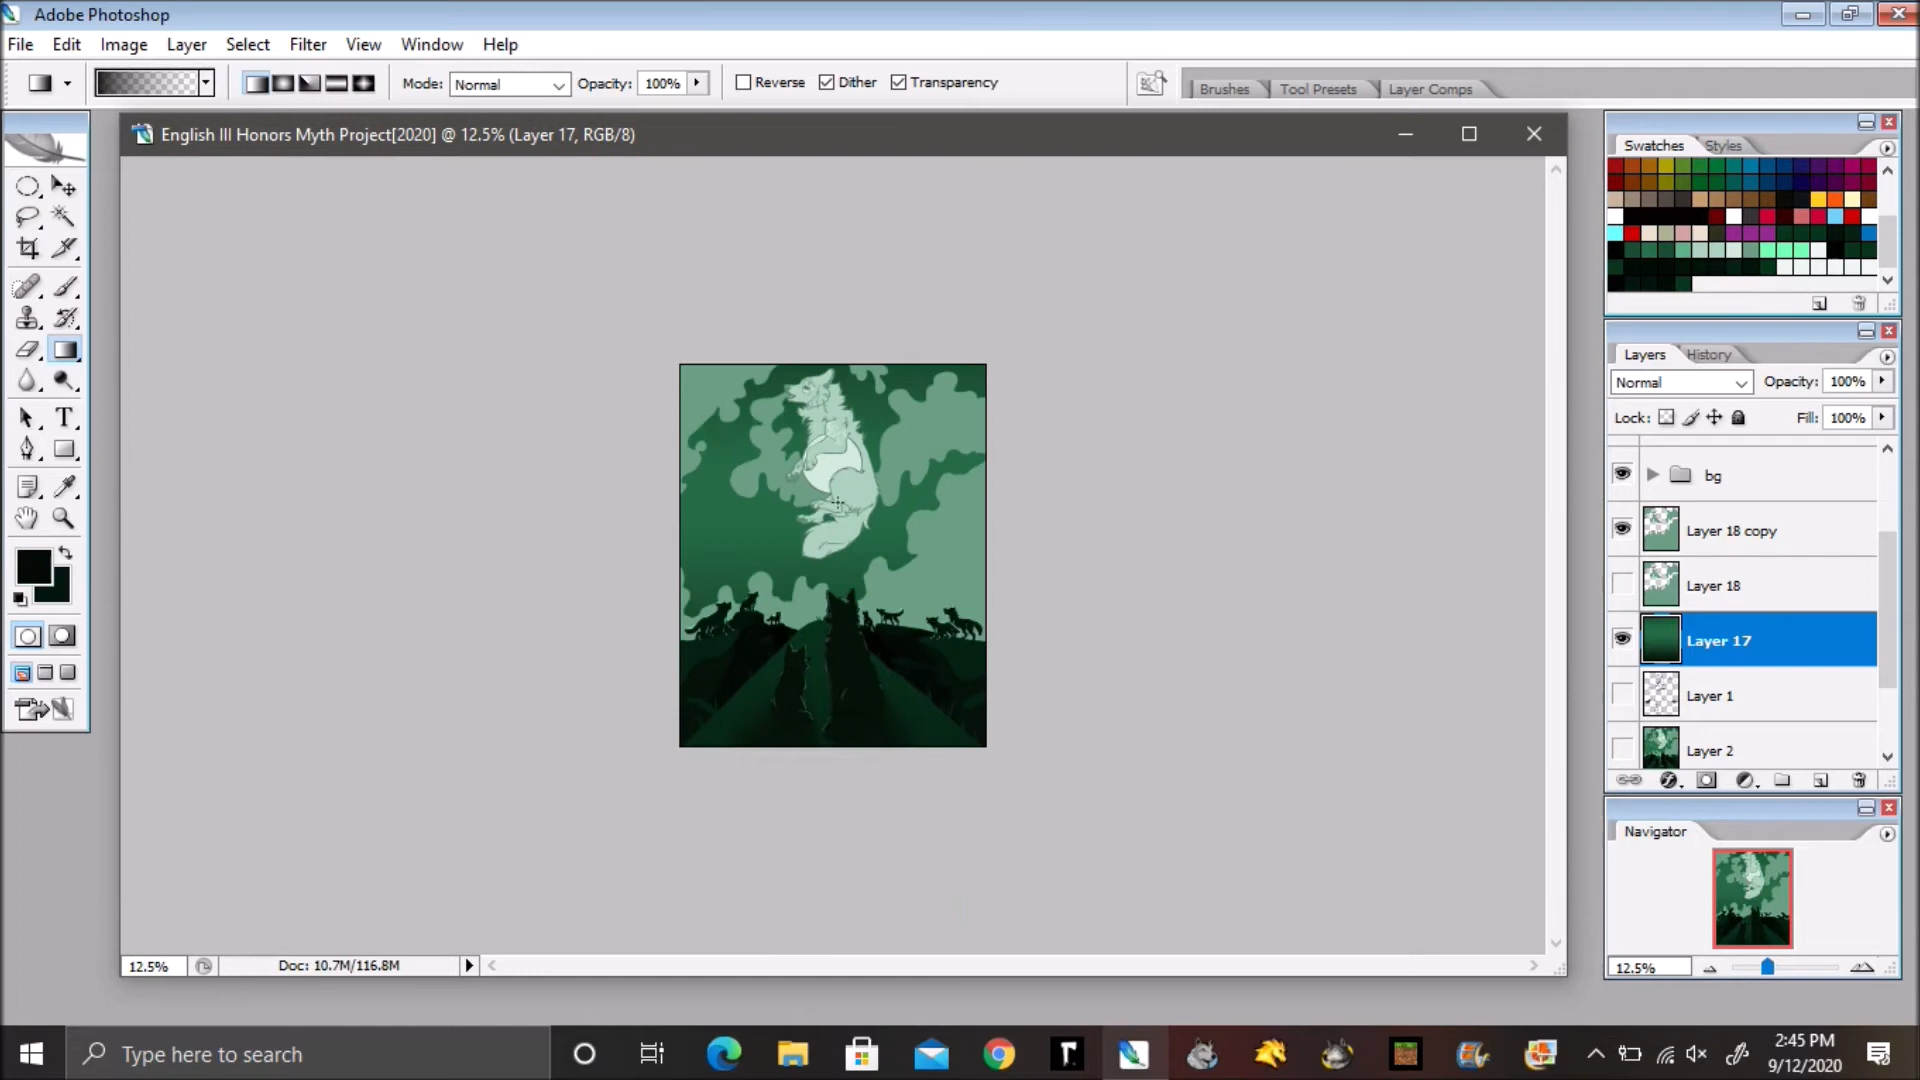 Adobe Photoshop
File Edit Image Layer Select Filter View Window Help
Mode: Normal Opacity: 100% Reverse Dither Transparency Brushes Tool Presets Layer Comps
English III Honors Myth Project[2020] @ 12.5% (Layer 17, RGB/8)
Swatches Styles
Layers History
Normal Opacity: 100%
Lock: Fill: 100%
bg
Layer 18 copy
Layer 18
Layer 17
Layer 1
Layer 2
Navigator
12.5%
12.5% Doc: 10.7M/116.8M
Type here to search
2:45 PM
9/12/2020